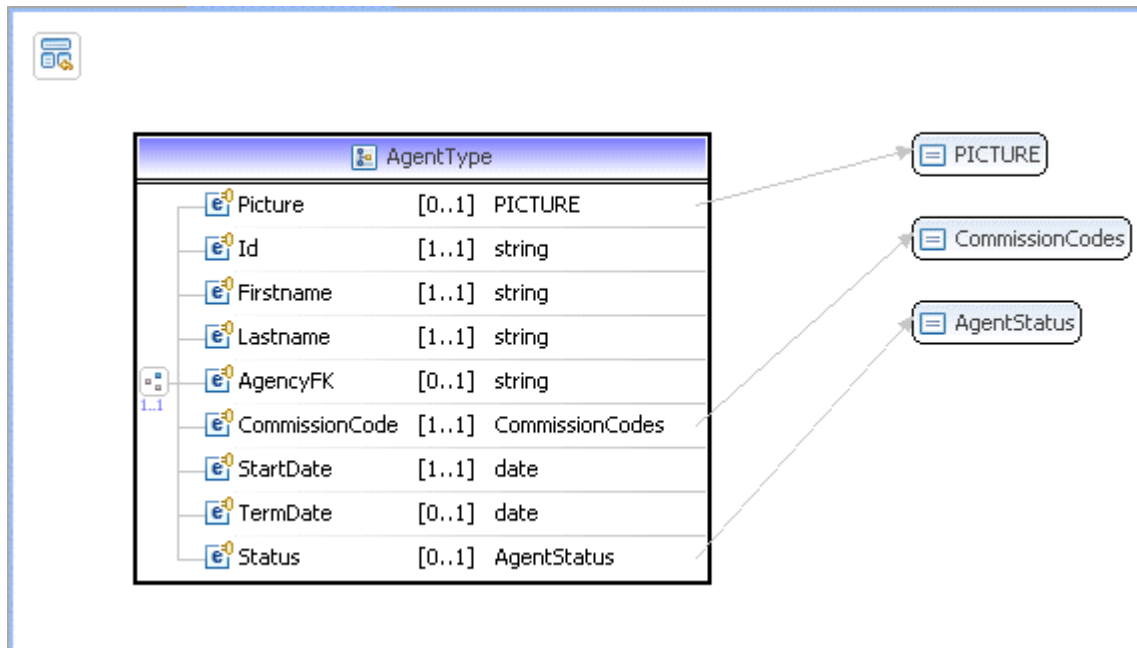 AgentType
Picture [0..1] PICTURE
Id [1..1] string
Firstname [1..1] string
Lastname [1..1] string
AgencyFK [0..1] string
1..1
CommissionCode [1..1] CommissionCodes
StartDate [1..1] date
TermDate [0..1] date
Status [0..1] AgentStatus
PICTURE
CommissionCodes
AgentStatus